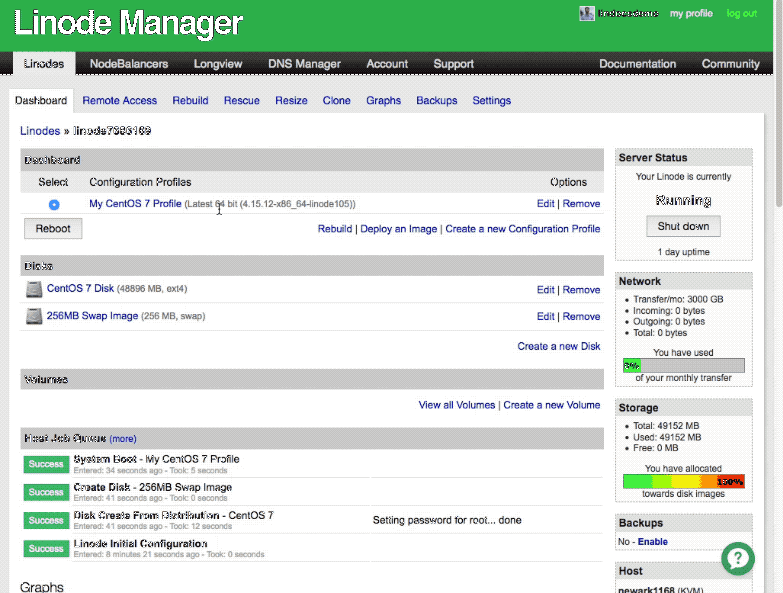 Linode Manager
my profile log out
Linodes NodeBalancers Longview DNS Manager Account Support Documentation Community
Dashboard Remote Access Rebuild Rescue Resize Clone Graphs Backups Settings
Linodes »
Dashboard
Select Configuration Profiles Options
My CentOS 7 Profile (Latest 64 bit (4.15.12-x86_64-linode105)) Edit | Remove
Reboot
Rebuild | Deploy an Image | Create a new Configuration Profile
Disks
CentOS 7 Disk (48896 MB, ext4) Edit | Remove
256MB Swap Image (256 MB, swap) Edit | Remove
Create a new Disk
Volumes
View all Volumes | Create a new Volume
Host Job Queue (more)
Success System Boot - My CentOS 7 Profile
Entered: 34 seconds ago - Took: 5 seconds
Success Create Disk - 256MB Swap Image
Entered: 41 seconds ago - Took: 0 seconds
Success Disk Create From Distribution - CentOS 7 Setting password for root... done
Entered: 41 seconds ago - Took: 12 seconds
Success Linode Initial Configuration
Entered: 8 minutes 21 seconds ago - Took: 0 seconds
Graphs
Server Status
Your Linode is currently
Running
Shut down
1 day uptime
Network
Transfer/mo: 3000 GB
Incoming: 0 bytes
Outgoing: 0 bytes
Total: 0 bytes
You have used
0%
of your monthly transfer
Storage
Total: 49152 MB
Used: 49152 MB
Free: 0 MB
You have allocated
100%
towards disk images
Backups
No - Enable
?
Host
newark1168 (KVM)